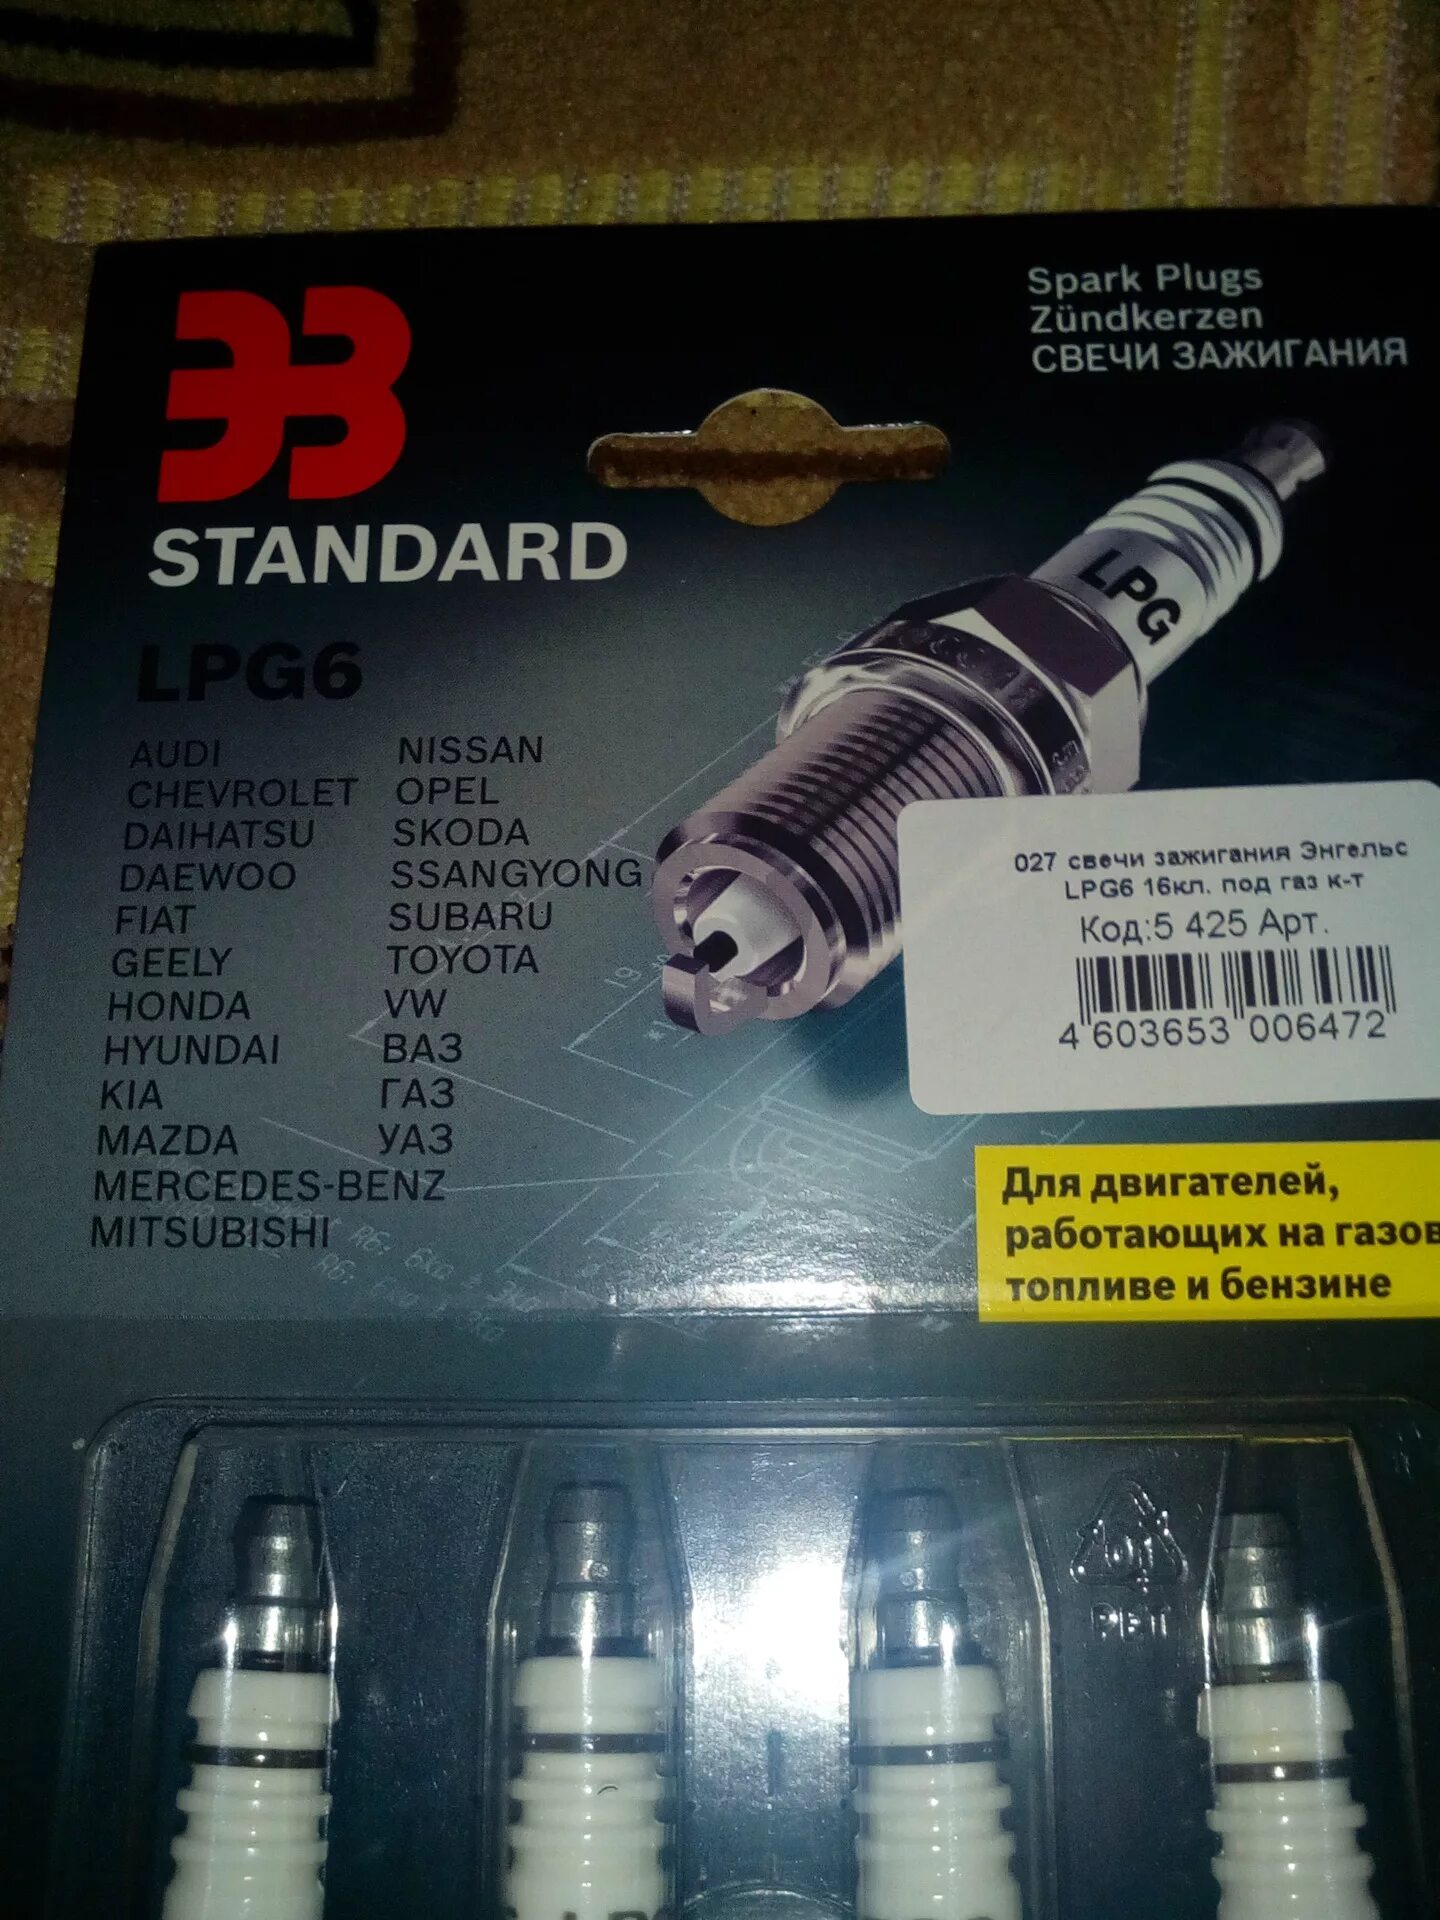 Spark Plugs
Zündkerzen
СВЕЧИ ЗАЖИГАНИЯ
ЭЗ
STANDARD
LPG6
LPG
AUDI
CHEVROLET
DAIHATSU
DAEWOO
FIAT
GEELY
HONDA
HYUNDAI
KIA
MAZDA
MERCEDES-BENZ
MITSUBISHI
NISSAN
OPEL
SKODA
SSANGYONG
SUBARU
TOYOTA
VW
ВАЗ
ГАЗ
УАЗ
027 свечи зажигания Энгельс
LPG6 16кл. под газ к-т
Код:5 425 Арт.
4 603653 006472
Для двигателей,
работающих на газов
топливе и бензине
PET